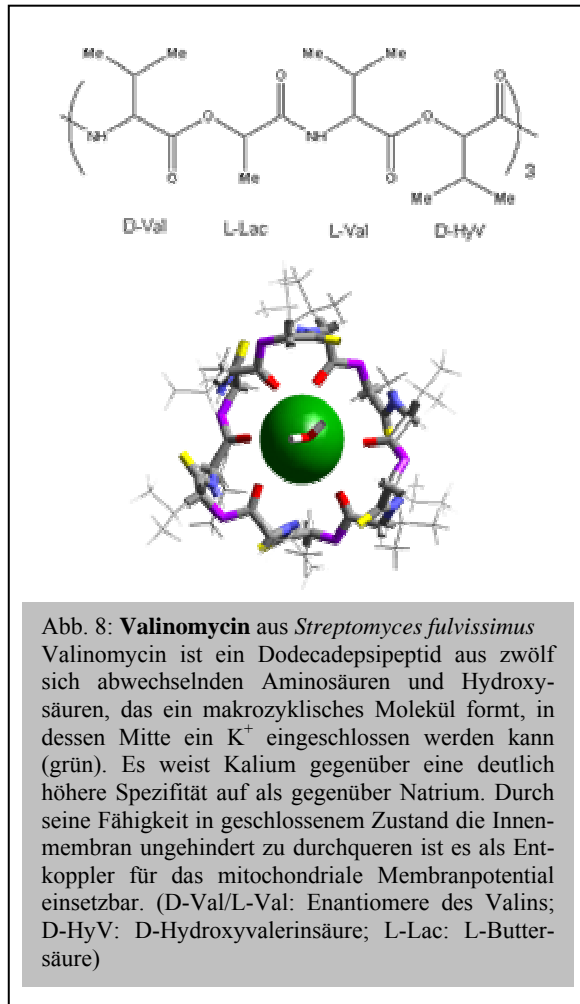 Me Me O Me Me O
NH O NH O
O Me O Me Me 3
D-Val L-Lac L-Val D-HyV
Abb. 8: Valinomycin aus Streptomyces fulvissimus
Valinomycin ist ein Dodecadepsipeptid aus zwölf
sich abwechselnden Aminosäuren und Hydroxy-
säuren, das ein makrozyklisches Molekül formt, in
dessen Mitte ein K⁺ eingeschlossen werden kann
(grün). Es weist Kalium gegenüber eine deutlich
höhere Spezifität auf als gegenüber Natrium. Durch
seine Fähigkeit in geschlossenem Zustand die Innen-
membran ungehindert zu durchqueren ist es als Ent-
koppler für das mitochondriale Membranpotential
einsetzbar. (D-Val/L-Val: Enantiomere des Valins;
D-HyV: D-Hydroxyvalerinsäure; L-Lac: L-Butter-
säure)